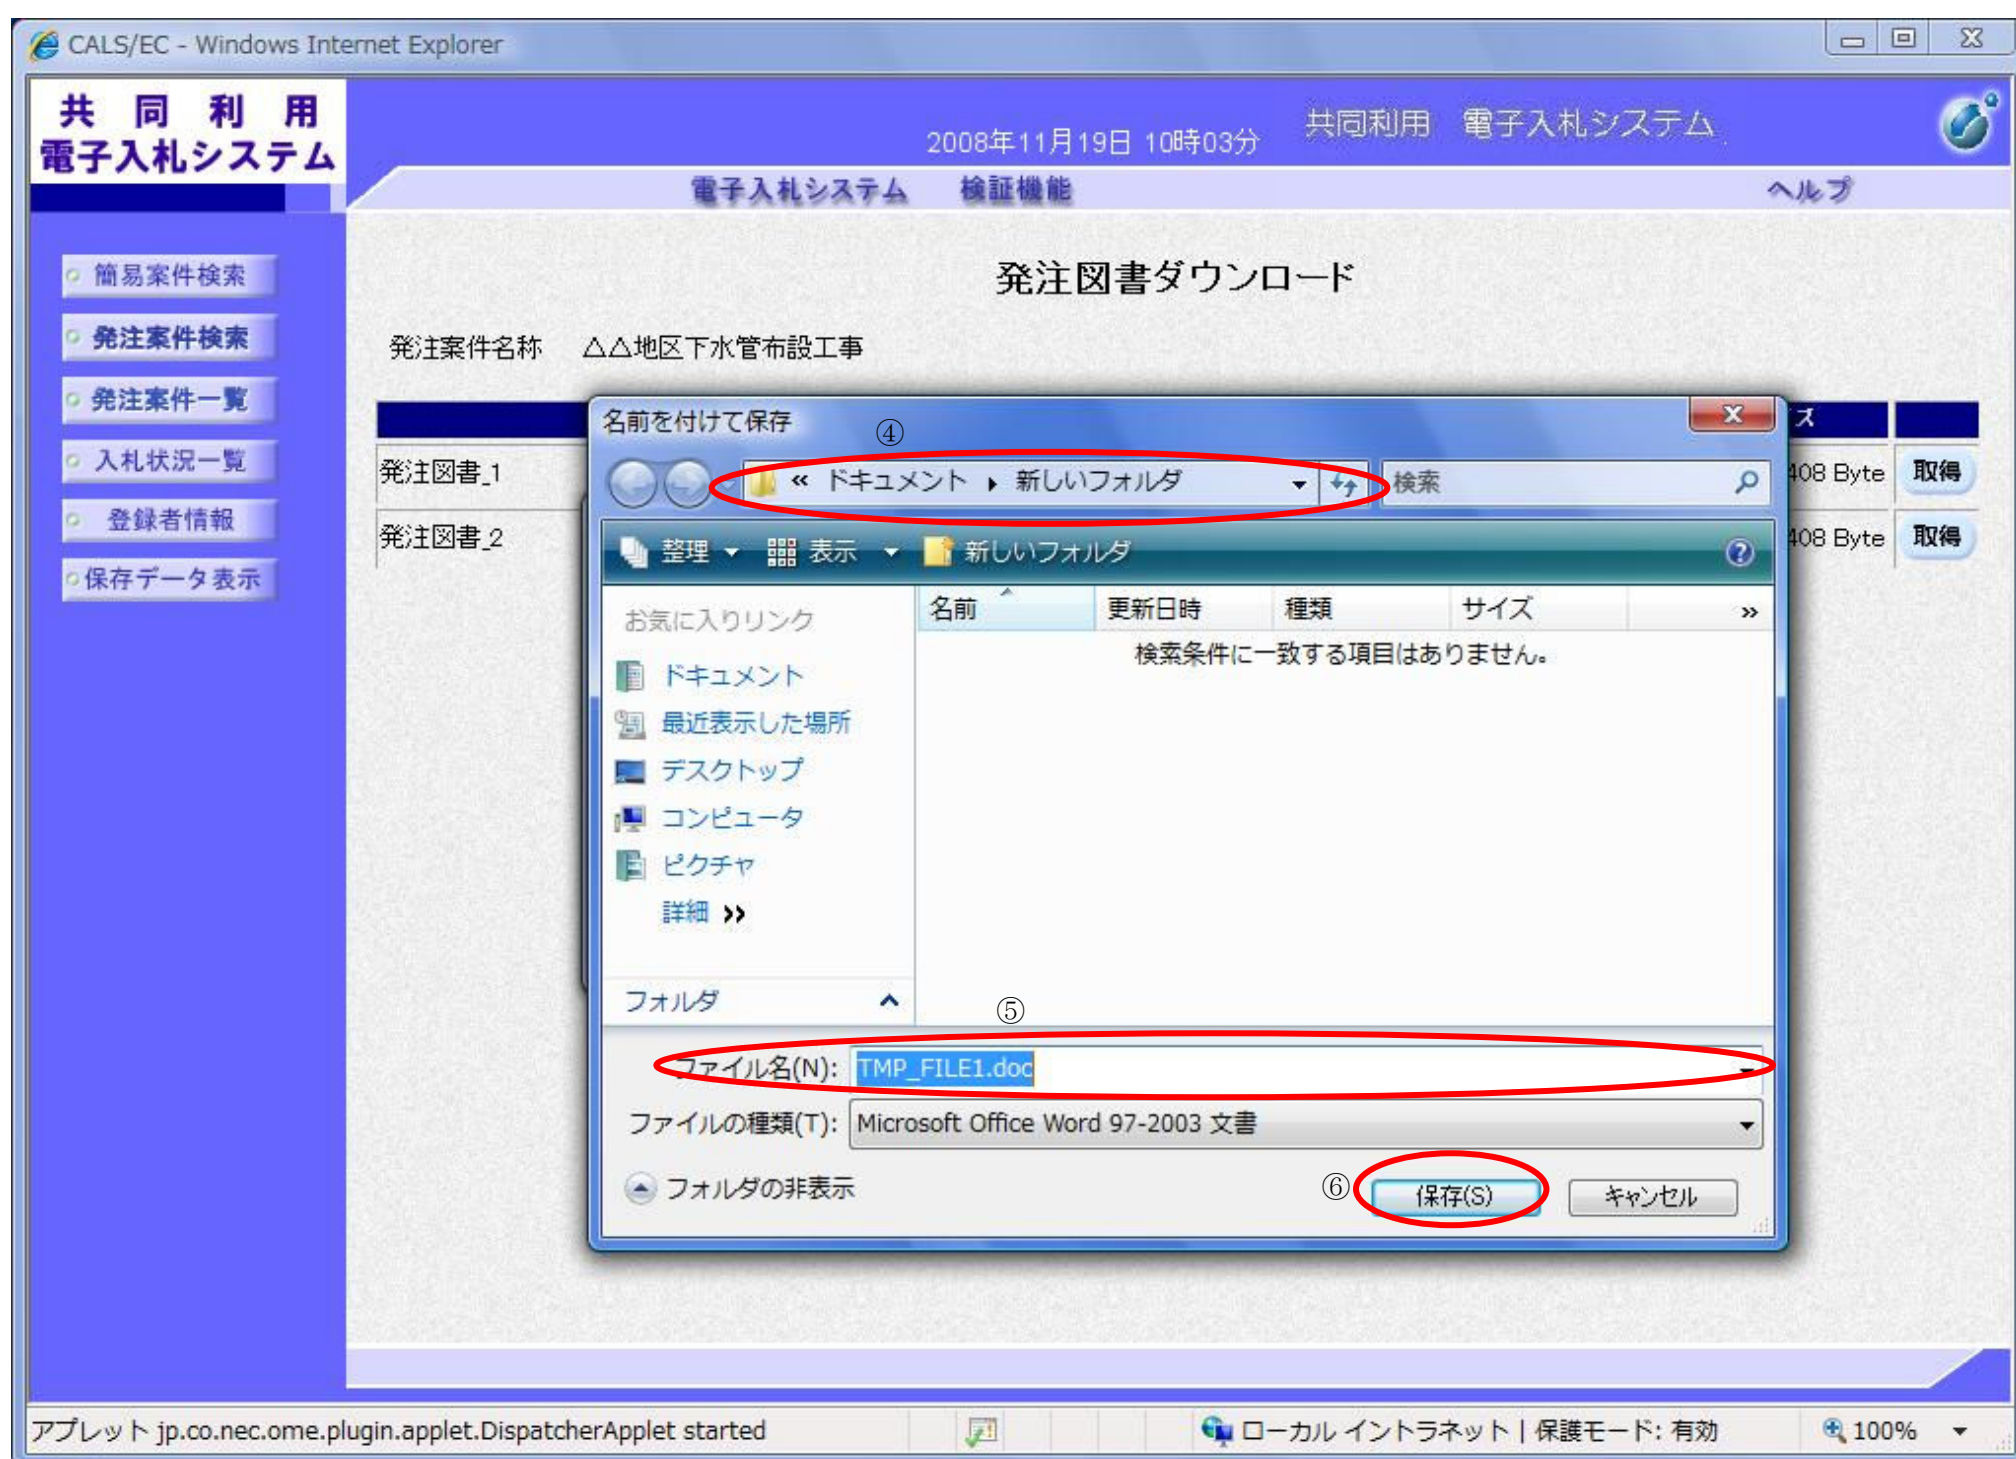 CALS/EC - Windows Internet Explorer
共同利用
電子入札システム
2008年11月19日 10時03分
共同利用 電子入札システム
電子入札システム 検証機能 ヘルプ
簡易案件検索
発注案件検索
発注案件一覧
入札状況一覧
登録者情報
保存データ表示
発注図書ダウンロード
発注案件名称 △△地区下水管布設工事
ズ
発注図書_1 408 Byte 取得
発注図書_2 408 Byte 取得
名前を付けて保存
④
« ドキュメント ▸ 新しいフォルダ 検索
整理 表示 新しいフォルダ
お気に入りリンク
ドキュメント
最近表示した場所
デスクトップ
コンピュータ
ピクチャ
詳細 »
フォルダ
名前 更新日時 種類 サイズ »
検索条件に一致する項目はありません。
⑤
ファイル名(N): TMP_FILE1.doc
ファイルの種類(T): Microsoft Office Word 97-2003 文書
フォルダの非表示
⑥
保存(S) キャンセル
アプレット jp.co.nec.ome.plugin.applet.DispatcherApplet started
ローカル イントラネット | 保護モード: 有効
100%